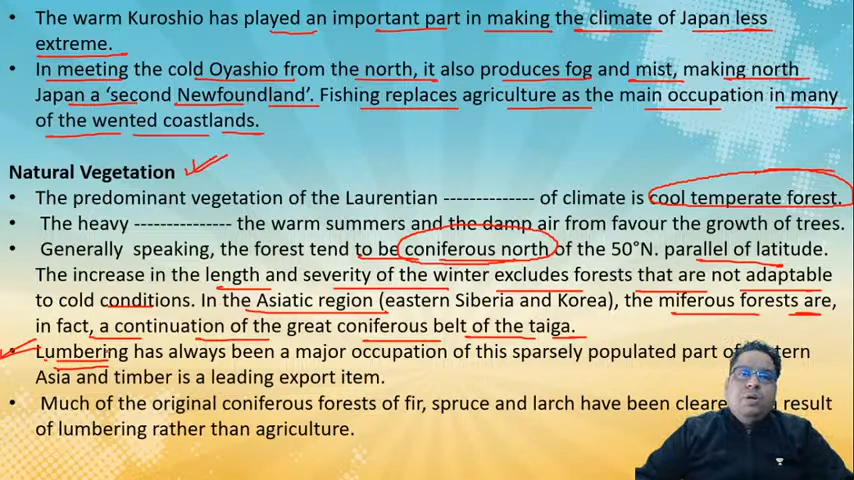 • The warm Kuroshio has played an important part in making the climate of Japan less
extreme.
• In meeting the cold Oyashio from the north, it also produces fog and mist, making north
Japan a ‘second Newfoundland’. Fishing replaces agriculture as the main occupation in many
of the wented coastlands.
Natural Vegetation
• The predominant vegetation of the Laurentian -------------- of climate is cool temperate forest.
• The heavy --------------- the warm summers and the damp air from favour the growth of trees.
• Generally speaking, the forest tend to be coniferous north of the 50°N. parallel of latitude.
The increase in the length and severity of the winter excludes forests that are not adaptable
to cold conditions. In the Asiatic region (eastern Siberia and Korea), the miferous forests are,
in fact, a continuation of the great coniferous belt of the taiga.
• Lumbering has always been a major occupation of this sparsely populated part of
Asia and timber is a leading export item.
• Much of the original coniferous forests of fir, spruce and larch have been result
of lumbering rather than agriculture.